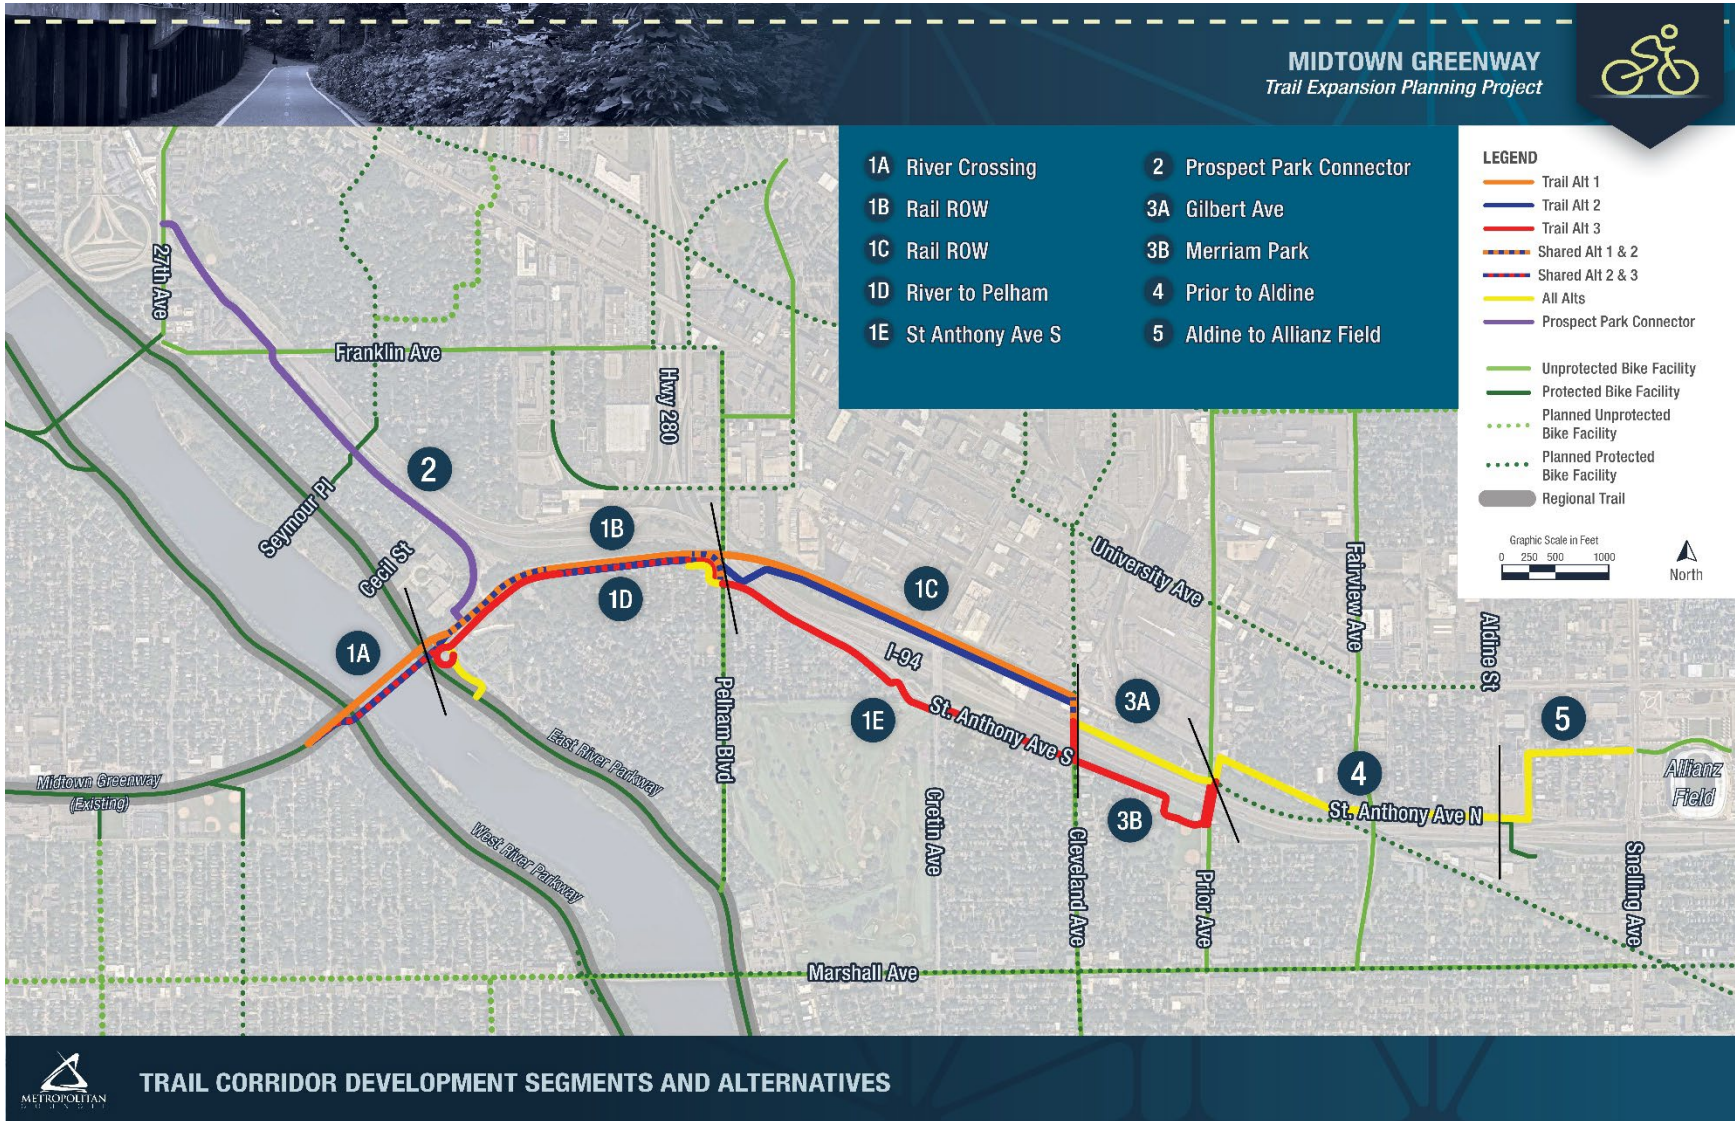 MIDTOWN GREENWAY
Trail Expansion Planning Project
1A River Crossing
1B Rail ROW
1C Rail ROW
1D River to Pelham
1E St Anthony Ave S
2 Prospect Park Connector
3A Gilbert Ave
3B Merriam Park
4 Prior to Aldine
5 Aldine to Allianz Field
LEGEND
Trail Alt 1
Trail Alt 2
Trail Alt 3
Shared Alt 1 & 2
Shared Alt 2 & 3
All Alts
Prospect Park Connector
Unprotected Bike Facility
Protected Bike Facility
Planned Unprotected
Bike Facility
Planned Protected
Bike Facility
Regional Trail
Graphic Scale in Feet
0 250 500 1000
North
27th Ave
Franklin Ave
Hwy 280
2
Seymour Pl
Cecil St
1B
1D
1A
1C
University Ave
Fairview Ave
Aldine St
I-94
3A
5
1E
St. Anthony Ave S
4
Allianz
Field
St. Anthony Ave N
3B
Pelham Blvd
East River Parkway
Midtown Greenway
(Existing)
West River Parkway
Cretin Ave
Cleveland Ave
Prior Ave
Snelling Ave
Marshall Ave
METROPOLITAN
COUNCIL
TRAIL CORRIDOR DEVELOPMENT SEGMENTS AND ALTERNATIVES